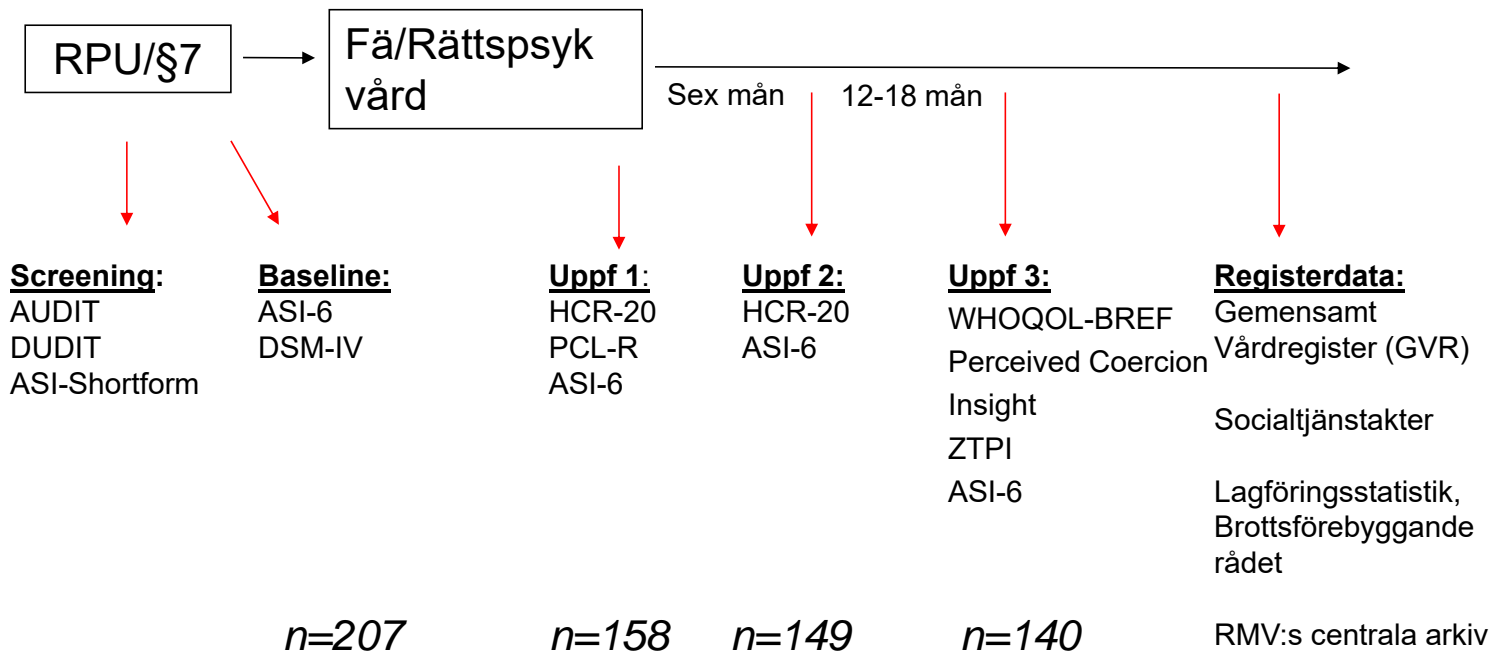 RPU/§7
Fä/Rättspsyk
vård
Sex mån
12-18 mån
Screening:
AUDIT
DUDIT
ASI-Shortform
Baseline:
ASI-6
DSM-IV
Uppf 1:
HCR-20
PCL-R
ASI-6
Uppf 2:
HCR-20
ASI-6
Uppf 3:
WHOQOL-BREF
Perceived Coercion
Insight
ZTPI
ASI-6
Registerdata:
Gemensamt
Vårdregister (GVR)
Socialtjänstakter
Lagföringsstatistik,
Brottsförebyggande
rådet
RMV:s centrala arkiv
n=207
n=158
n=149
n=140